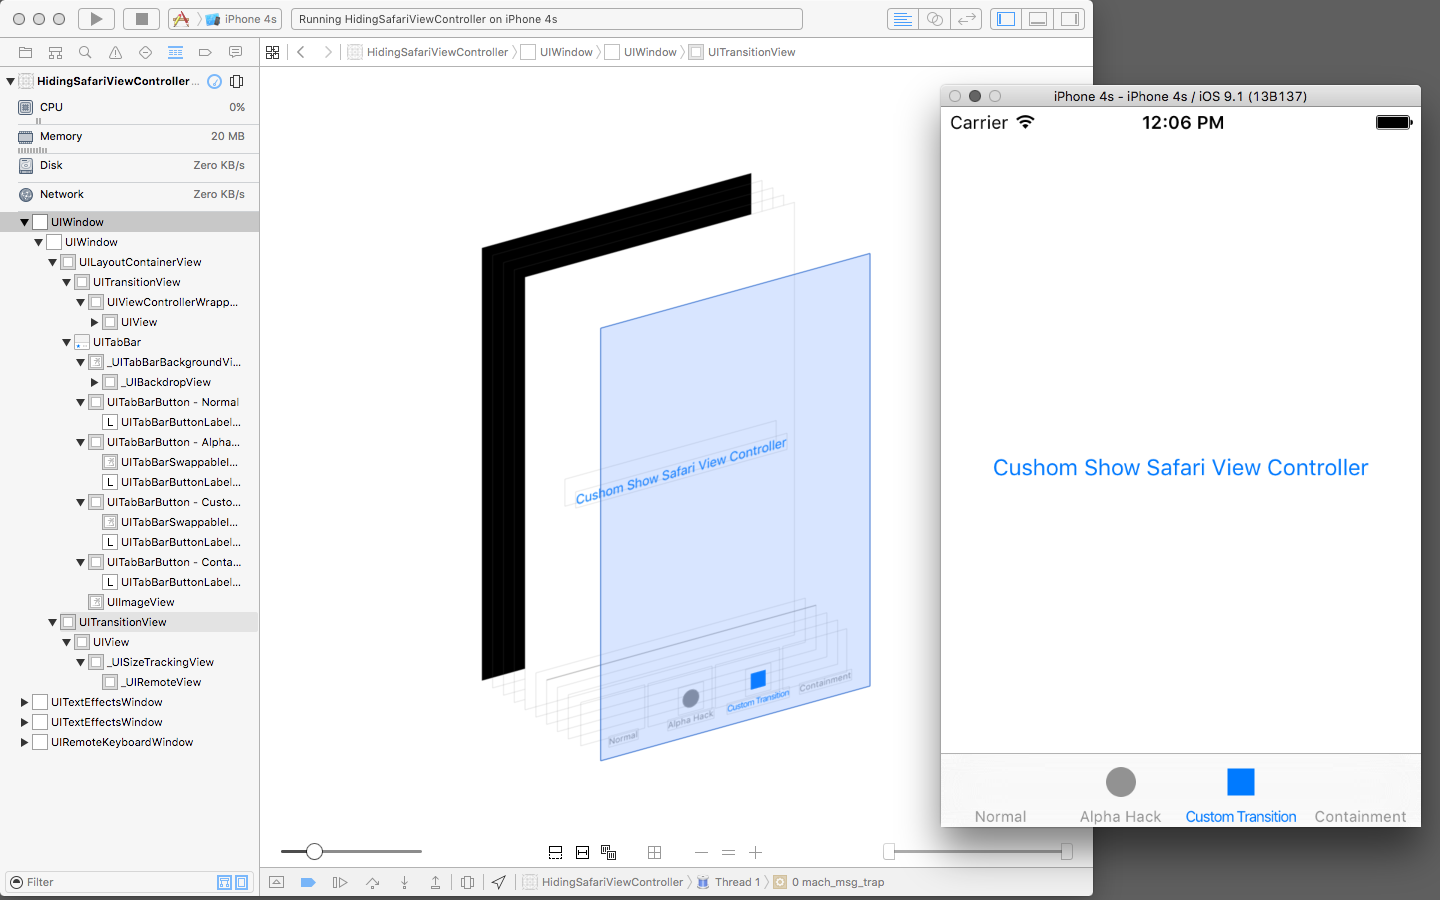 iPhone 4s
Running HidingSafariViewController on iPhone 4s
HidingSafariViewController...
CPU 0%
Memory 20 MB
Disk Zero KB/s
Network Zero KB/s
UIWindow
UIWindow
UILayoutContainerView
UITransitionView
UIViewControllerWrapp...
UIView
UITabBar
_UITabBarBackgroundVi...
_UIBackdropView
UITabBarButton - Normal
L UITabBarButtonLabel...
UITabBarButton - Alpha...
UITabBarSwappableI...
L UITabBarButtonLabel...
UITabBarButton - Custo...
UITabBarSwappableI...
L UITabBarButtonLabel...
UITabBarButton - Conta...
L UITabBarButtonLabel...
UIImageView
UITransitionView
UIView
_UISizeTrackingView
_UIRemoteView
UITextEffectsWindow
UITextEffectsWindow
UIRemoteKeyboardWindow
Filter
HidingSafariViewController UIWindow UIWindow UITransitionView
Cushom Show Safari View Controller
Normal
Alpha Hack
Custom Transition
Containment
HidingSafariViewController Thread 1 0 mach_msg_trap
iPhone 4s - iPhone 4s / iOS 9.1 (13B137)
Carrier 12:06 PM
Cushom Show Safari View Controller
Normal Alpha Hack Custom Transition Containment